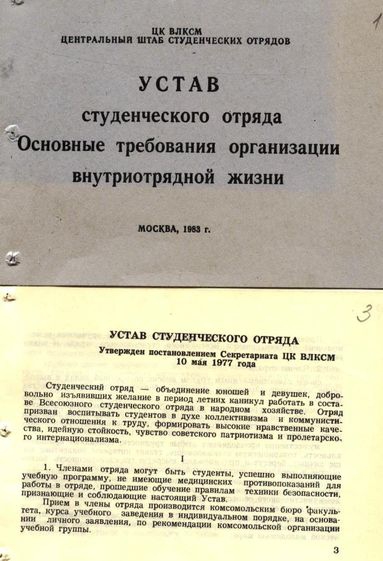 1
ЦК ВЛКСМ
ЦЕНТРАЛЬНЫЙ ШТАБ СТУДЕНЧЕСКИХ ОТРЯДОВ
УСТАВ
студенческого отряда
Основные требования организации
внутриотрядной жизни
МОСКВА, 1983 г.
3
УСТАВ СТУДЕНЧЕСКОГО ОТРЯДА
Утвержден постановлением Секретариата ЦК ВЛКСМ
10 мая 1977 года
Студенческий отряд — объединение юношей и девушек, добро-
вольно изъявивших желание в период летних каникул работать в соста-
ве Всесоюзного студенческого отряда в народном хозяйстве. Отряд
призван воспитывать студентов в духе коллективизма и коммунисти-
ческого отношения к труду, формировать высокие нравственные каче-
ства, идейную стойкость, чувство советского патриотизма и пролетарско-
го интернационализма.
I
1. Членами отряда могут быть студенты, успешно выполняющие
учебную программу, не имеющие медицинских противопоказаний для
работы в отряде, прошедшие обучение правилам техники безопасности,
признающие и соблюдающие настоящий Устав.
Прием в члены отряда производится комсомольским бюро факуль-
тета, курса учебного заведения в индивидуальном порядке, на основа-
нии личного заявления, по рекомендации комсомольской организации
учебной группы.
3